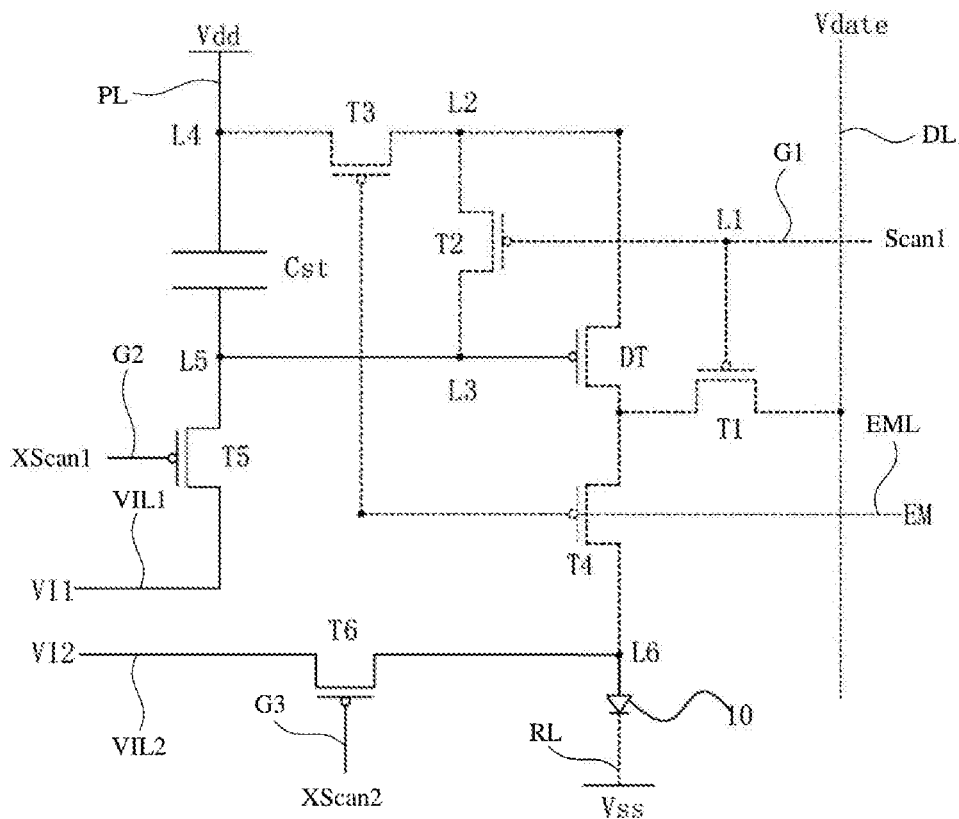 Vdd
Vdate
PL
T3
L2
L4
DL
G1
L1
Scan1
T2
Cst
G2
L5
L3
DT
T1
EML
XScan1
T5
VIL1
EM
T4
VI1
T6
VI2
L6
G3
10
VIL2
RL
XScan2
Vss